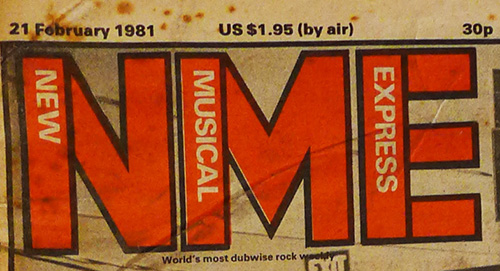 21 February 1981 US $1.95 (by air) 30p
NME
NEW
MUSICAL
EXPRESS
World's most dubwise rock weekly